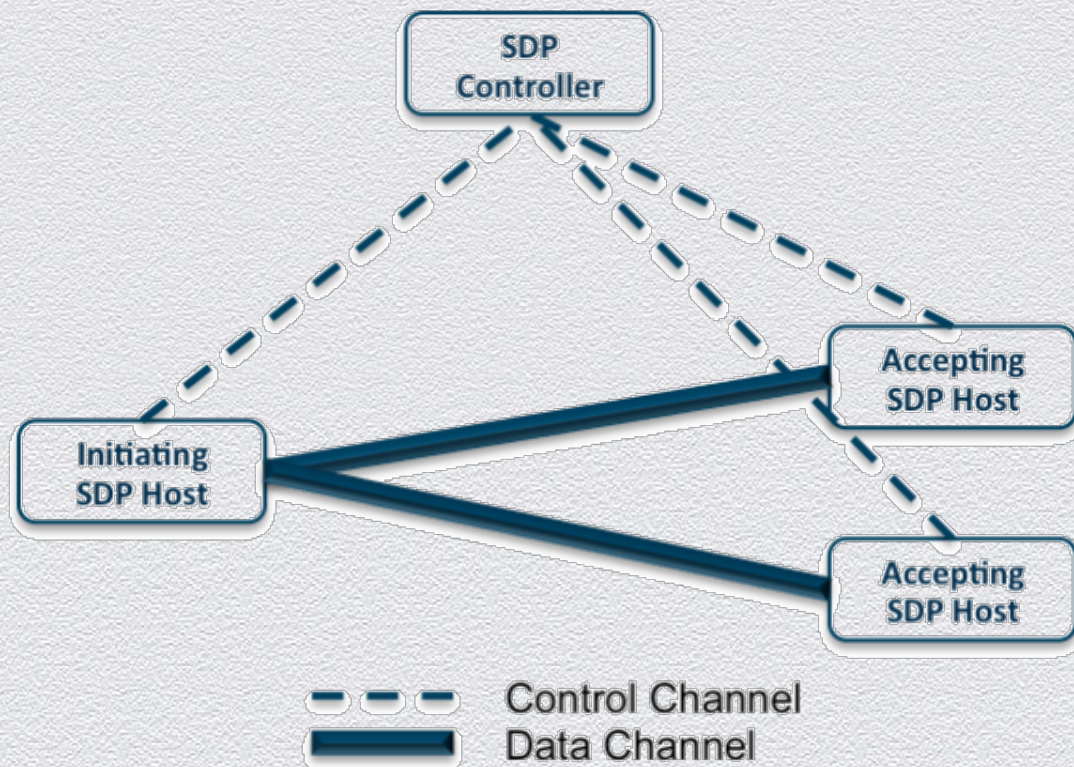 SDP
Controller
Accepting
SDP Host
Initiating
SDP Host
Accepting
SDP Host
Control Channel
Data Channel